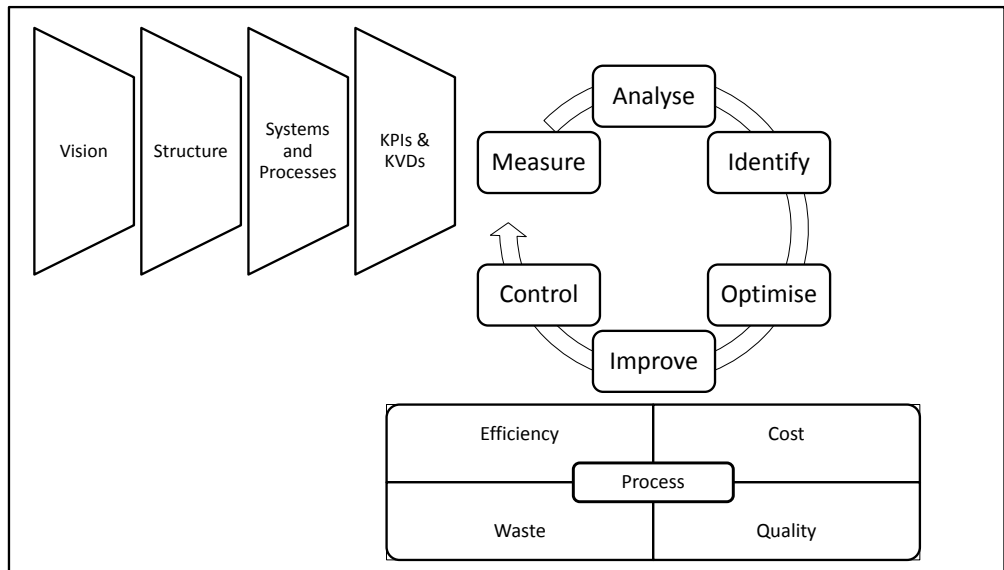 Vision
Structure
Systems
and
Processes
KPIs &
KVDs
Analyse
Measure
Identify
Control
Optimise
Improve
Efficiency
Cost
Process
Waste
Quality